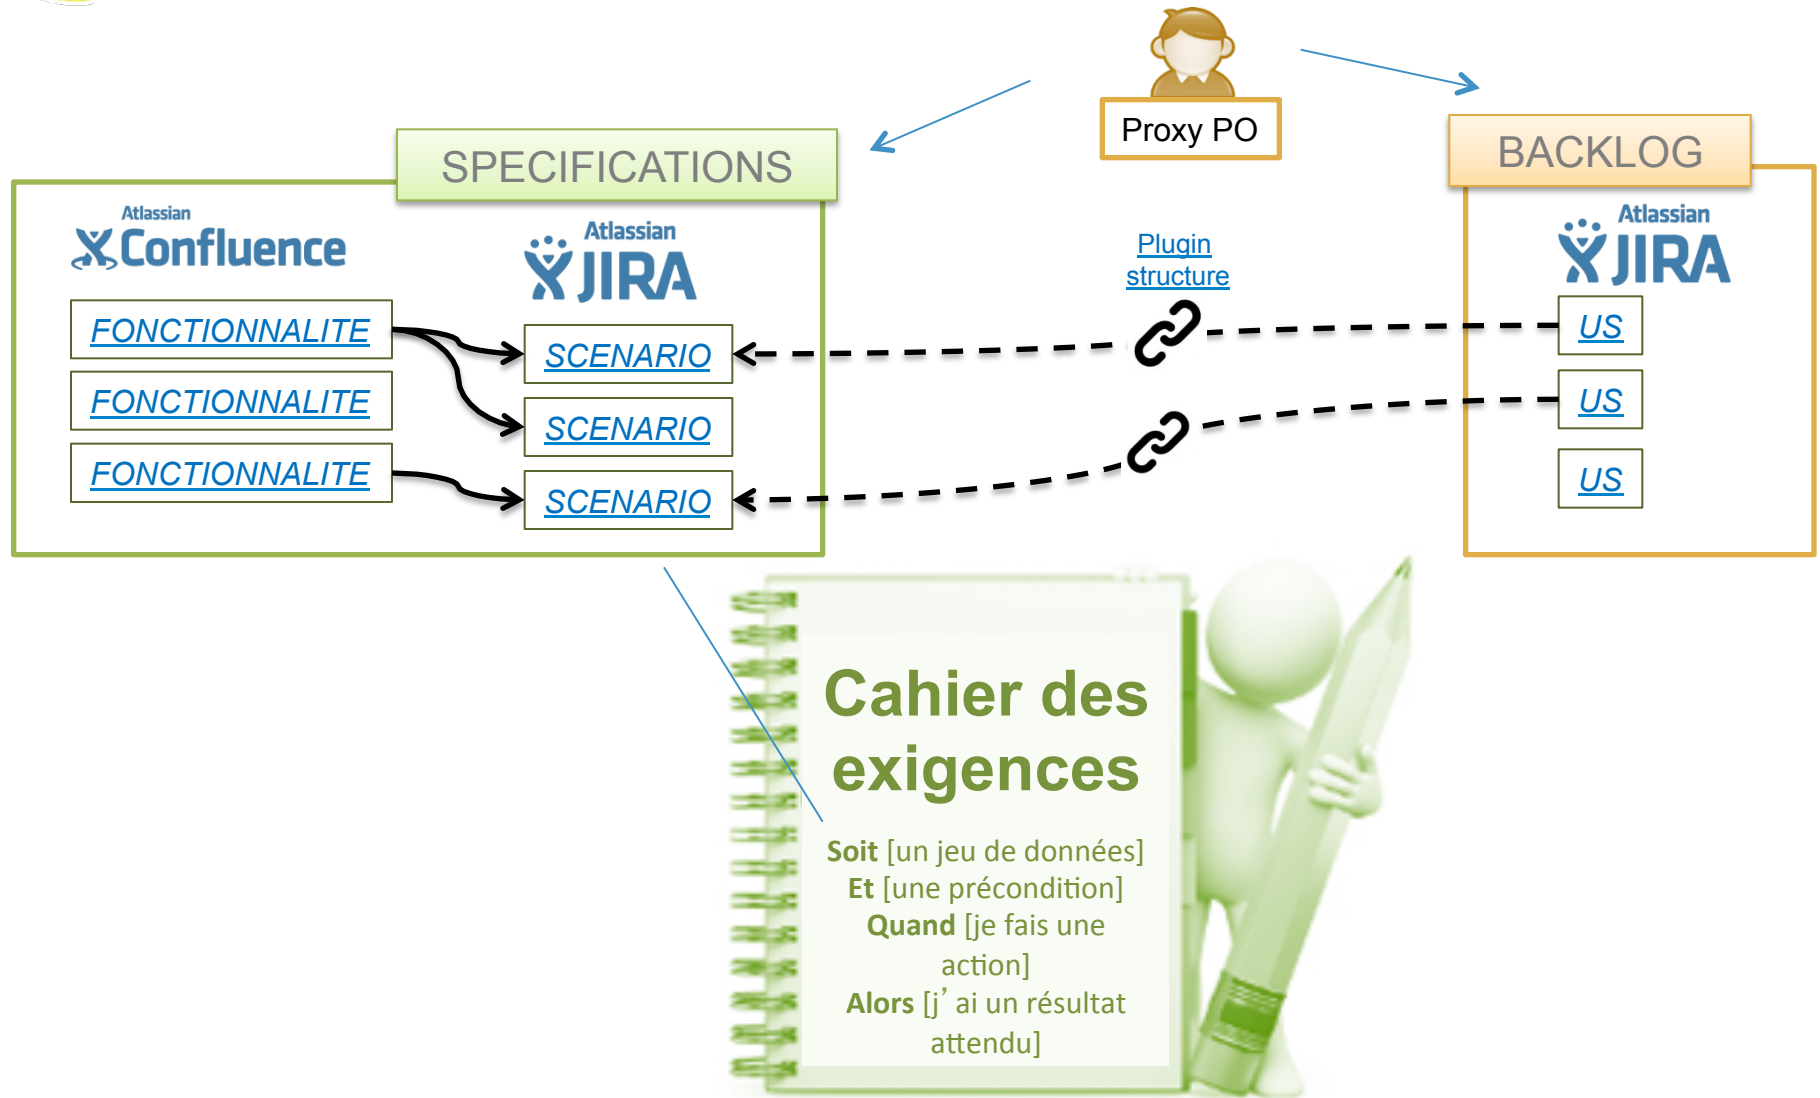 Proxy PO
SPECIFICATIONS
BACKLOG
Atlassian
Confluence
Atlassian
JIRA
Plugin
structure
Atlassian
JIRA
FONCTIONNALITE
FONCTIONNALITE
FONCTIONNALITE
SCENARIO
SCENARIO
SCENARIO
US
US
US
Cahier des
exigences
Soit [un jeu de données]
Et [une précondition]
Quand [je fais une
action]
Alors [j’ ai un résultat
attendu]